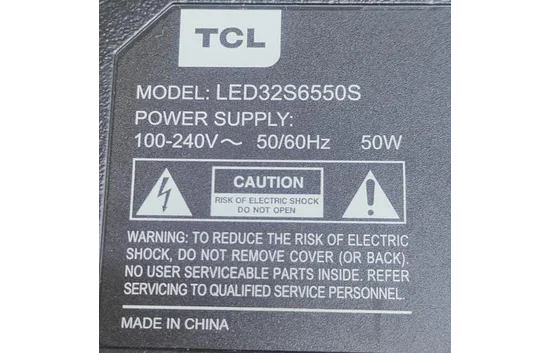 TCL
MODEL: LED32S6550S
POWER SUPPLY:
100-240V～ 50/60Hz 50W
CAUTION
RISK OF ELECTRIC SHOCK
DO NOT OPEN
WARNING: TO REDUCE THE RISK OF ELECTRIC
SHOCK, DO NOT REMOVE COVER (OR BACK).
NO USER SERVICEABLE PARTS INSIDE. REFER
SERVICING TO QUALIFIED SERVICE PERSONNEL.
MADE IN CHINA